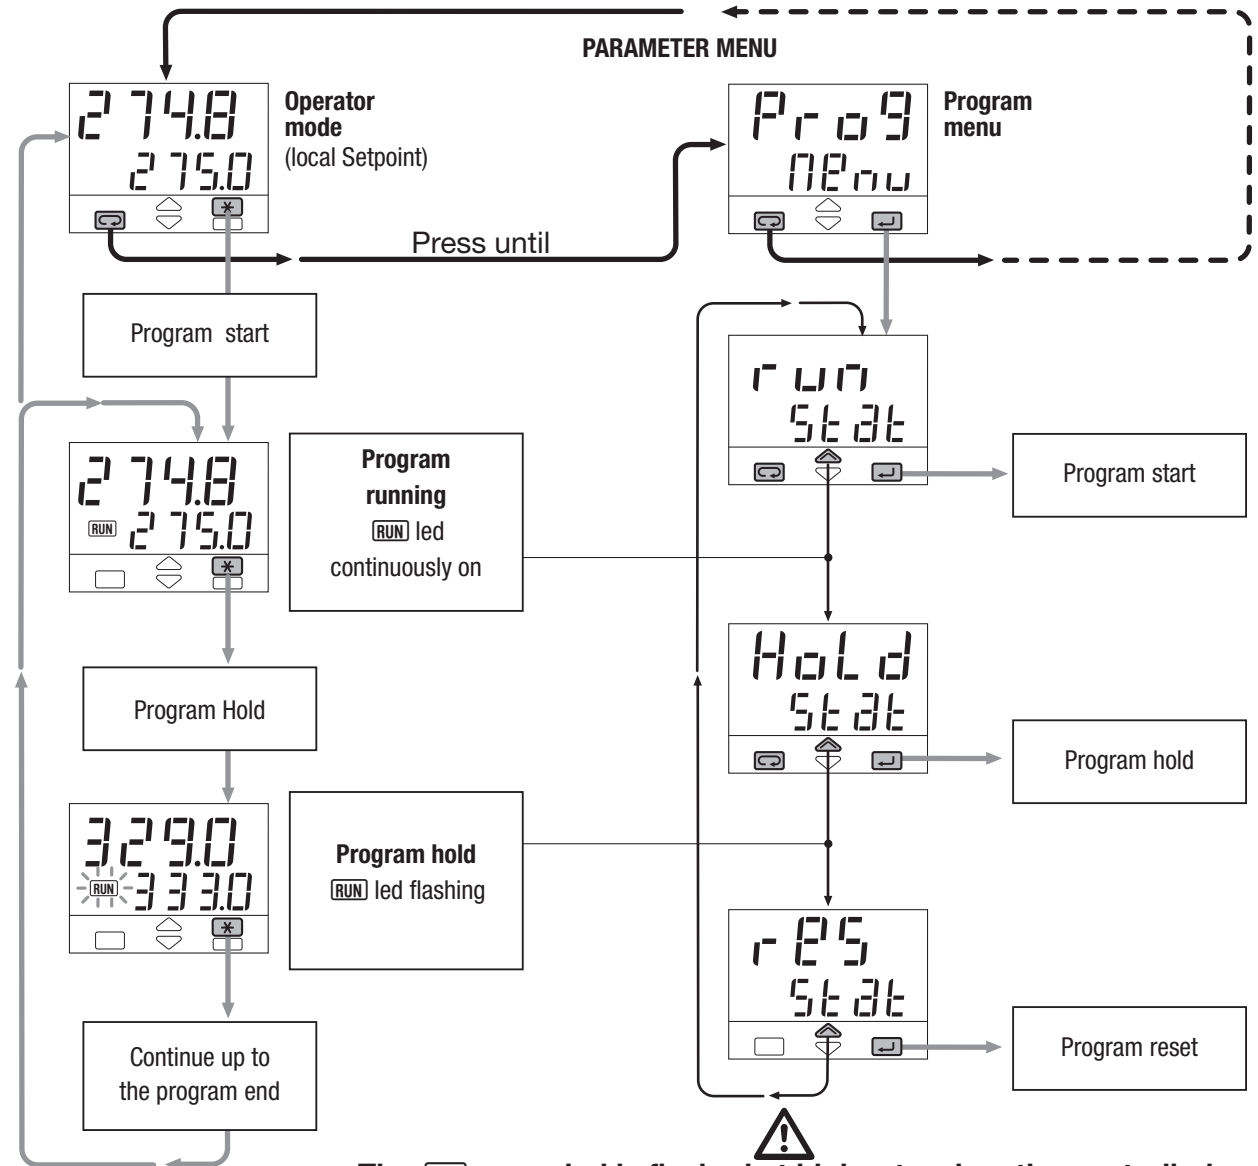 PARAMETER MENU
274.8
275.0
Operator
mode
(local Setpoint)
Prog
MEnu
Program
menu
Press until
Program start
274.8
RUN 275.0
Program
running
RUN led
continuously on
run
Stat
Program start
Program Hold
HoLd
Stat
Program hold
329.0
RUN 333.0
Program hold
RUN led flashing
rES
Stat
Program reset
Continue up to
the program end